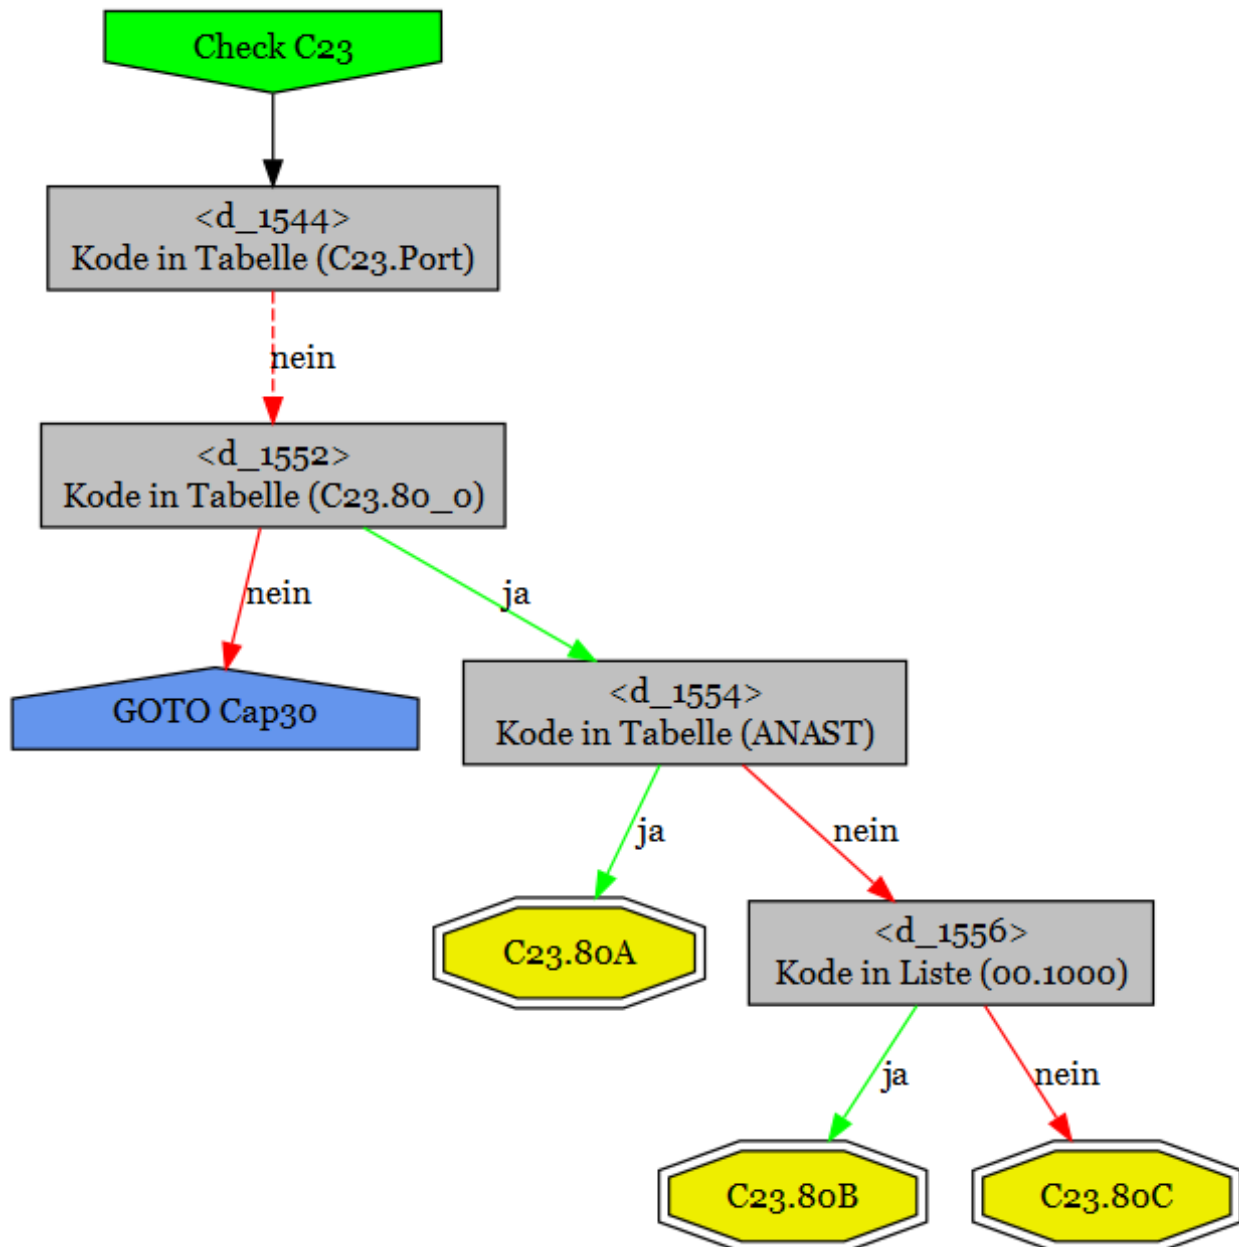 Check C23
<d_1544>
Kode in Tabelle (C23.Port)
nein
<d_1552>
Kode in Tabelle (C23.80_0)
nein
ja
GOTO Cap30
<d_1554>
Kode in Tabelle (ANAST)
ja
nein
C23.80A
<d_1556>
Kode in Liste (00.1000)
ja
nein
C23.80B
C23.80C